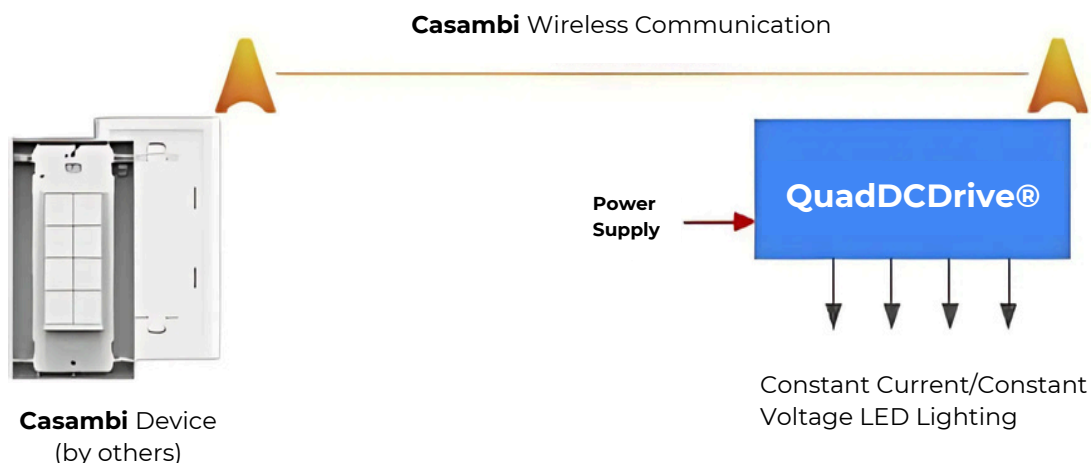 Casambi Wireless Communication
Power
Supply
QuadDCDrive®
Constant Current/Constant
Voltage LED Lighting
Casambi Device
(by others)